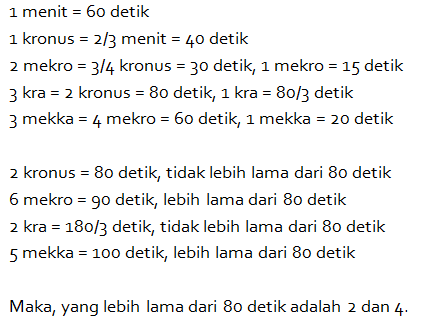 1 menit = 60 detik
1 kronus = 2/3 menit = 40 detik
2 mekro = 3/4 kronus = 30 detik, 1 mekro = 15 detik
3 kra = 2 kronus = 80 detik, 1 kra = 80/3 detik
3 mekka = 4 mekro = 60 detik, 1 mekka = 20 detik
2 kronus = 80 detik, tidak lebih lama dari 80 detik
6 mekro = 90 detik, lebih lama dari 80 detik
2 kra = 180/3 detik, tidak lebih lama dari 80 detik
5 mekka = 100 detik, lebih lama dari 80 detik
Maka, yang lebih lama dari 80 detik adalah 2 dan 4.